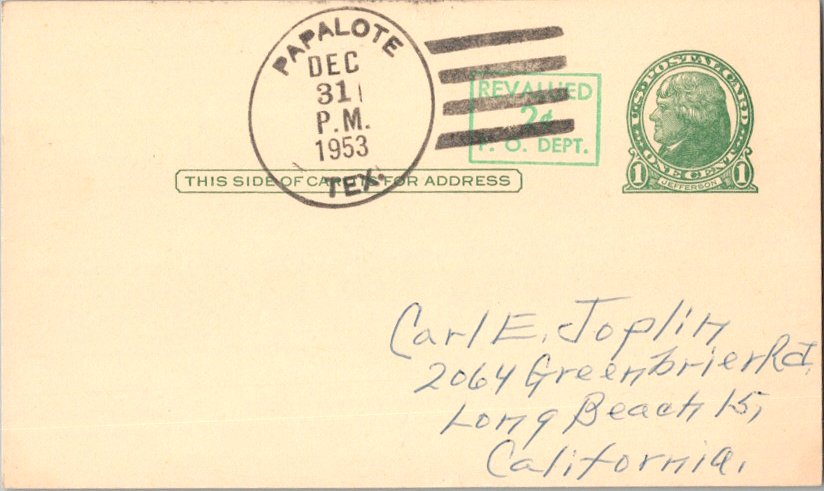 PAPALOTE
DEC
31
P.M.
1953
TEX.
REVALUED
2¢
P. O. DEPT.
U.S. POSTAL CARD
ONE CENT
1 JEFFERSON 1
THIS SIDE OF CARD IS FOR ADDRESS
Carl E. Joplin
2064 Greenbrier Rd.
Long Beach 15,
California.